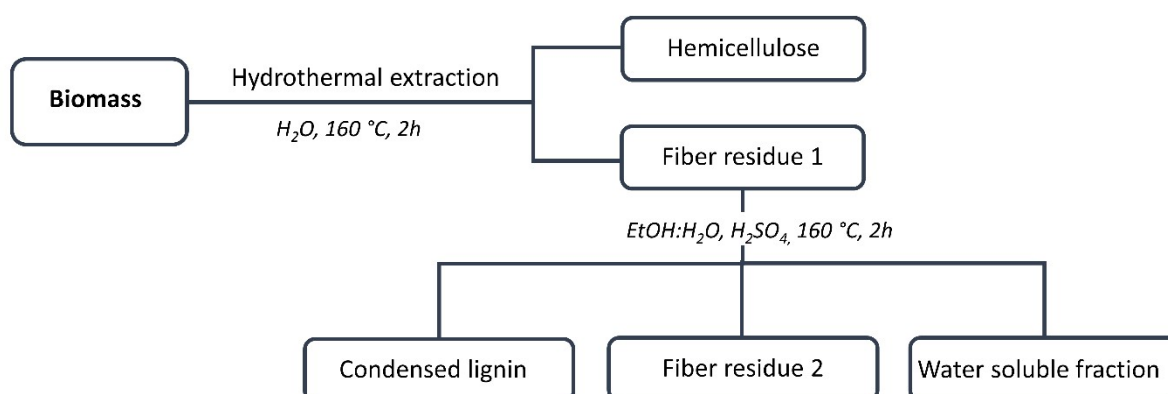 Hemicellulose
Biomass
Hydrothermal extraction
H₂O, 160 °C, 2h
Fiber residue 1
EtOH:H₂O, H₂SO₄, 160 °C, 2h
Condensed lignin
Fiber residue 2
Water soluble fraction